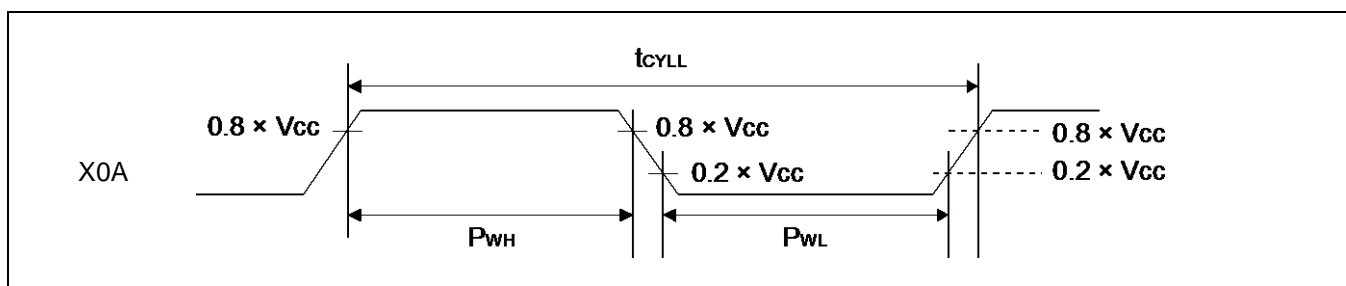 tCYLL
0.8 × Vcc
0.8 × Vcc
0.8 × Vcc
X0A
0.2 × Vcc
0.2 × Vcc
PWH
PWL